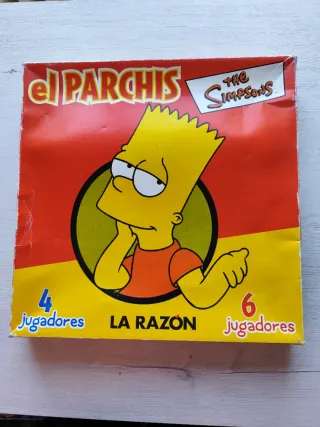 el PARCHIS
THE SIMPSONS
4
jugadores
LA RAZÓN
6
jugadores